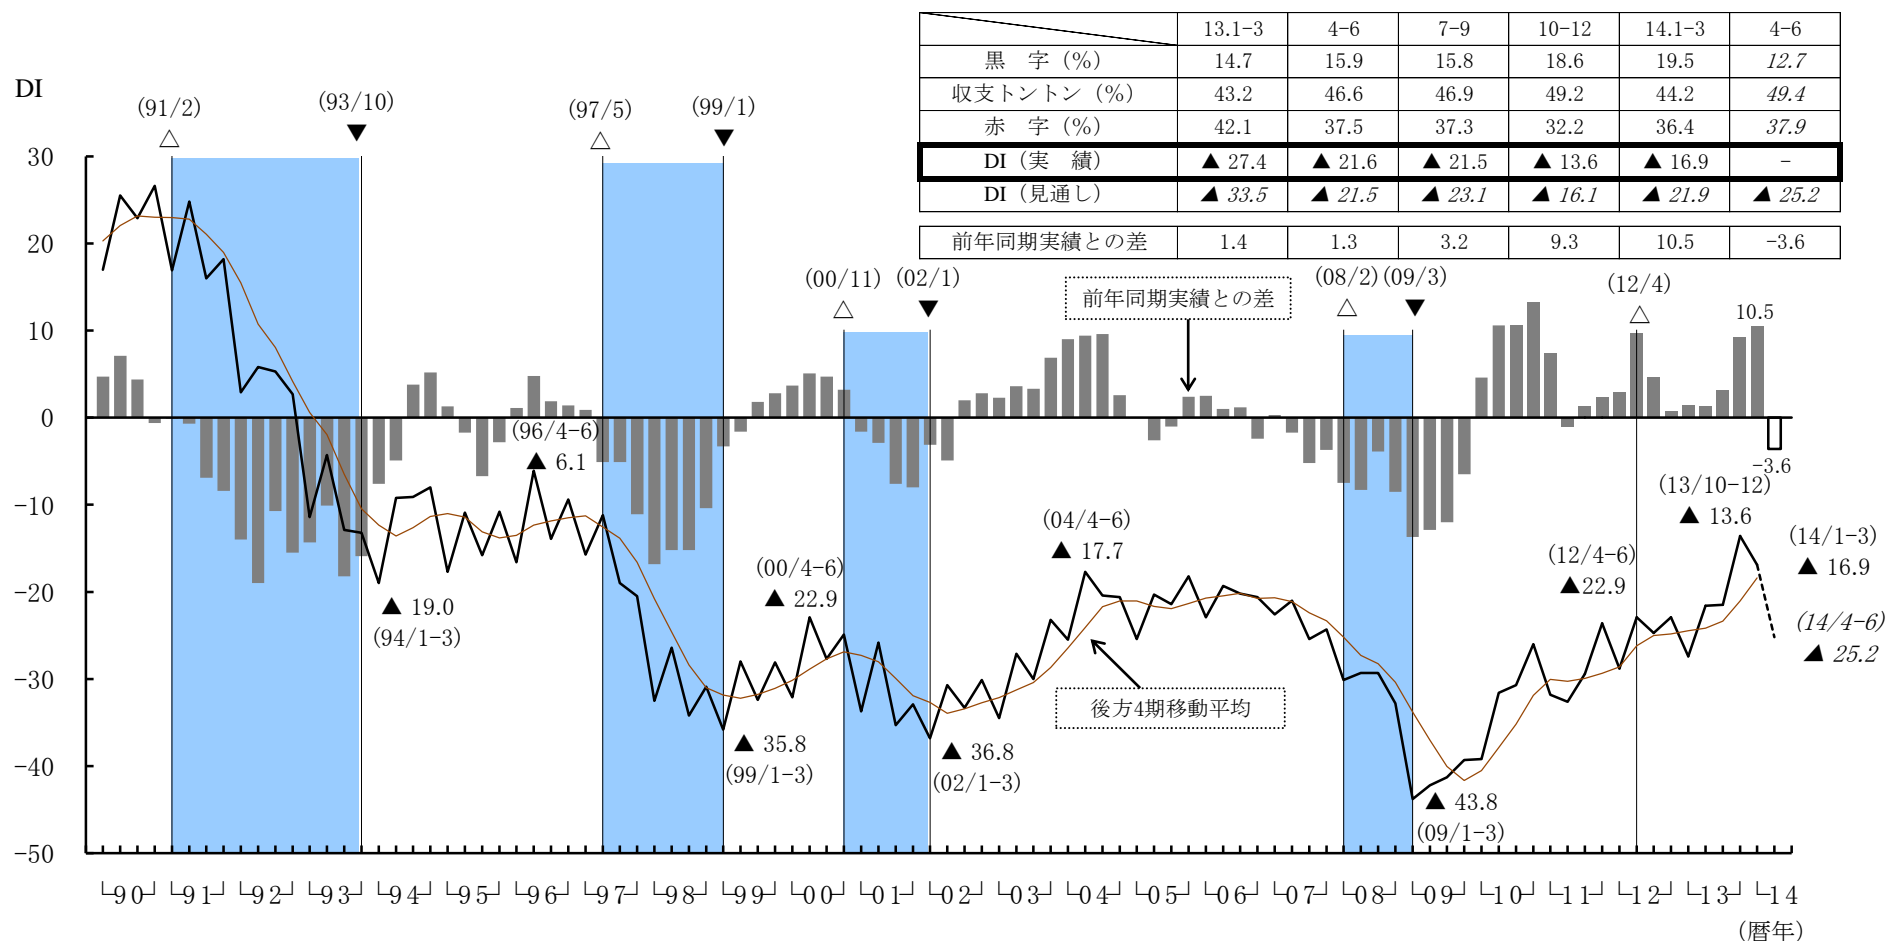 13.1-3 4-6 7-9 10-12 14.1-3 4-6
黒　字（%） 14.7 15.9 15.8 18.6 19.5 12.7
収支トントン（%） 43.2 46.6 46.9 49.2 44.2 49.4
赤　字（%） 42.1 37.5 37.3 32.2 36.4 37.9
DI（実　績） ▲ 27.4 ▲ 21.6 ▲ 21.5 ▲ 13.6 ▲ 16.9 －
DI（見通し） ▲ 33.5 ▲ 21.5 ▲ 23.1 ▲ 16.1 ▲ 21.9 ▲ 25.2
前年同期実績との差 1.4 1.3 3.2 9.3 10.5 -3.6
DI
(91/2) (93/10) (97/5) (99/1)
△ ▼ △ ▼
(00/11) (02/1) (08/2) (09/3) (12/4)
△ ▼ △ ▼ △
前年同期実績との差
30
20
10
0
-10
-20
-30
-40
-50
10.5
-3.6
(96/4-6)
▲ 6.1
(13/10-12)
▲ 13.6
(04/4-6)
▲ 17.7
(14/1-3)
▲ 16.9
(12/4-6)
▲22.9
(00/4-6)
▲ 22.9
▲ 19.0
(94/1-3)
(14/4-6)
▲ 25.2
後方4期移動平均
▲ 35.8
(99/1-3)
▲ 36.8
(02/1-3)
▲ 43.8
(09/1-3)
└90┘└91┘└92┘└93┘└94┘└95┘└96┘└97┘└98┘└99┘└00┘└01┘└02┘└03┘└04┘└05┘└06┘└07┘└08┘└09┘└10┘└11┘└12┘└13┘└14
(暦年)